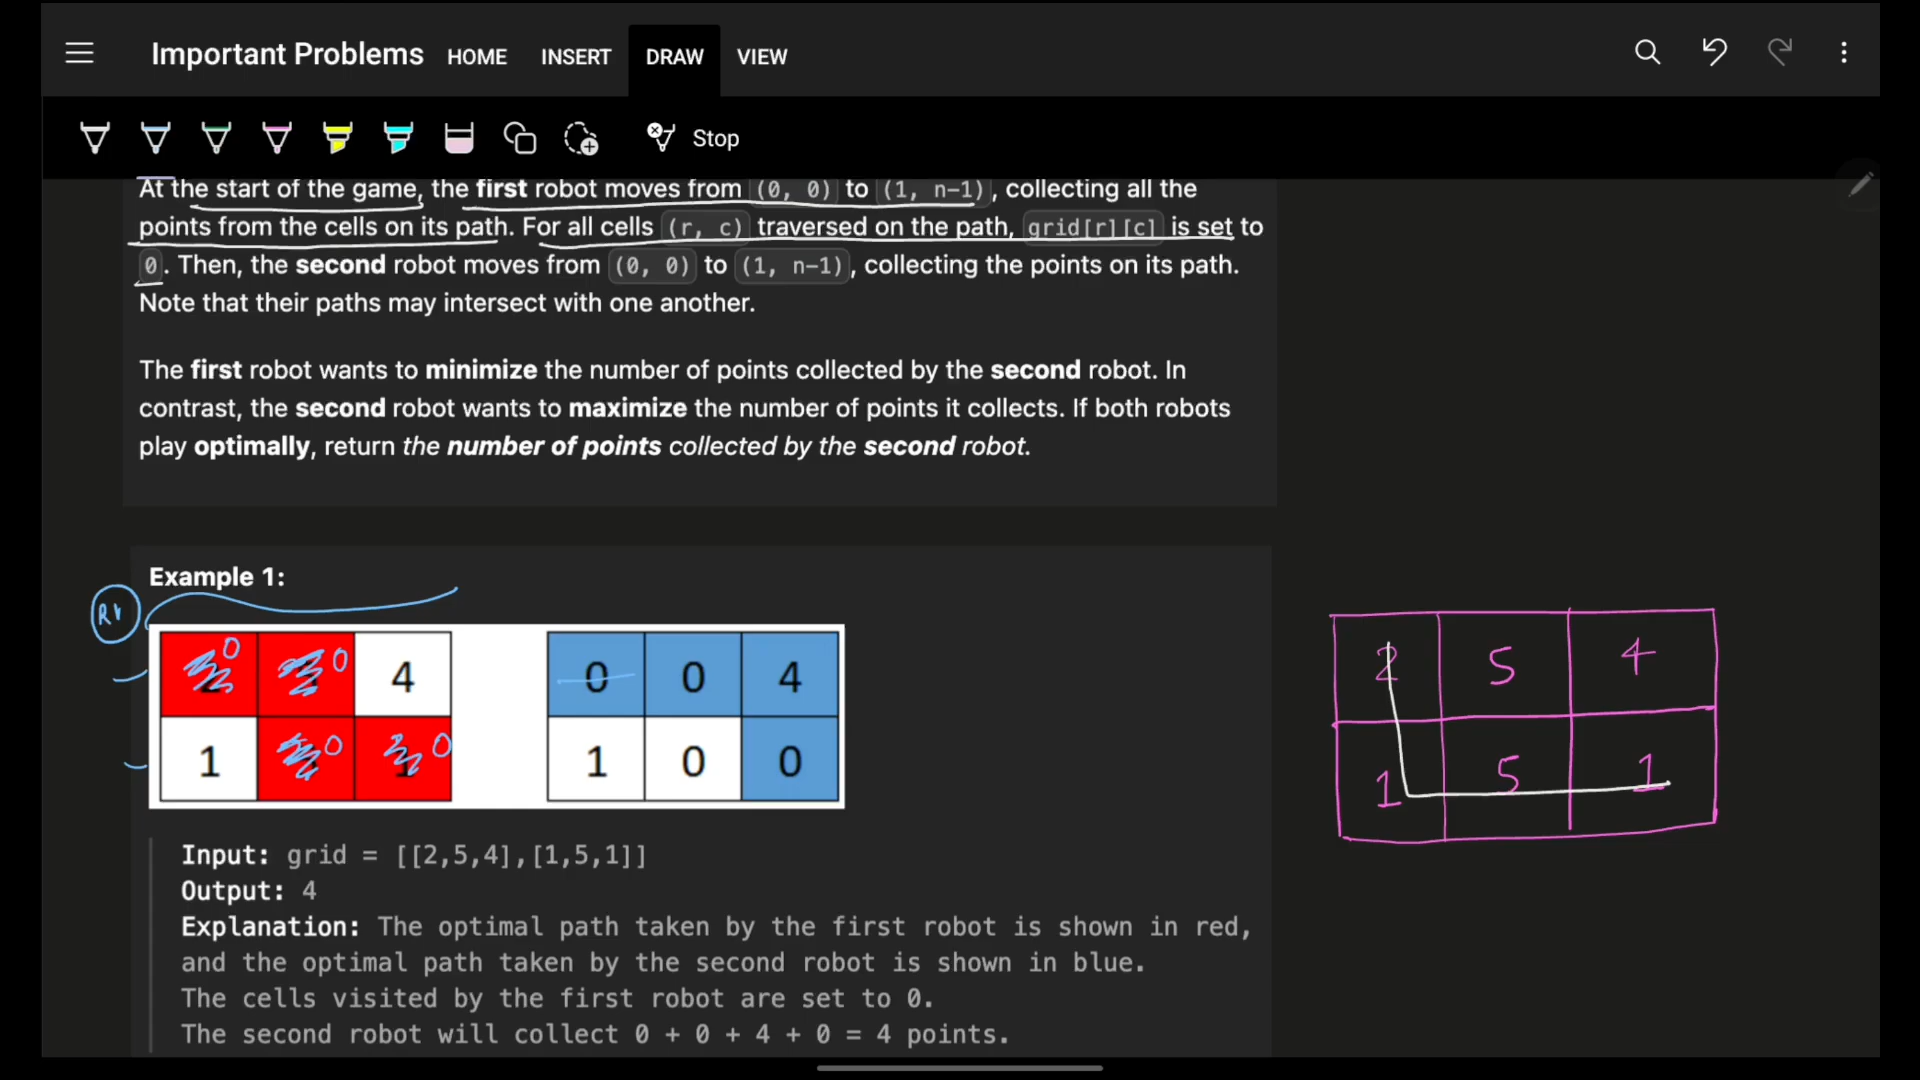 Important Problems HOME INSERT DRAW VIEW
Stop
At the start of the game, the first robot moves from (0, 0) to (1, n-1), collecting all the
points from the cells on its path. For all cells (r, c) traversed on the path, grid[r][c] is set to
0. Then, the second robot moves from (0, 0) to (1, n-1), collecting the points on its path.
Note that their paths may intersect with one another.
The first robot wants to minimize the number of points collected by the second robot. In
contrast, the second robot wants to maximize the number of points it collects. If both robots
play optimally, return the number of points collected by the second robot.
Example 1:
0 0 4
1 0 0
0 0 4
1 0 0
2 5 4
1 5 1
Input: grid = [[2,5,4],[1,5,1]]
Output: 4
Explanation: The optimal path taken by the first robot is shown in red,
and the optimal path taken by the second robot is shown in blue.
The cells visited by the first robot are set to 0.
The second robot will collect 0 + 0 + 4 + 0 = 4 points.